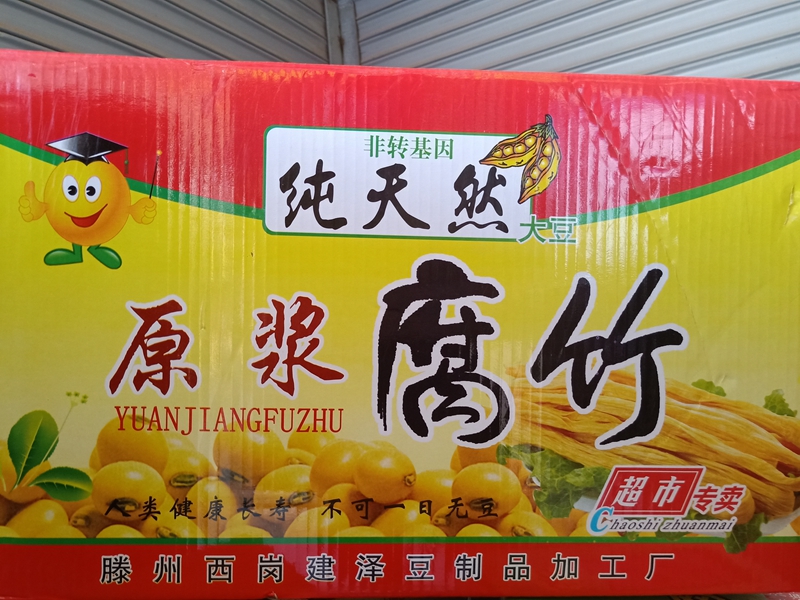 非转基因
纯天然
大豆
原浆腐竹
YUANJIANGFUZHU
人类健康长寿 不可一日无豆
超市专卖
Chaoshi zhuanmai
滕州西岗建泽豆制品加工厂